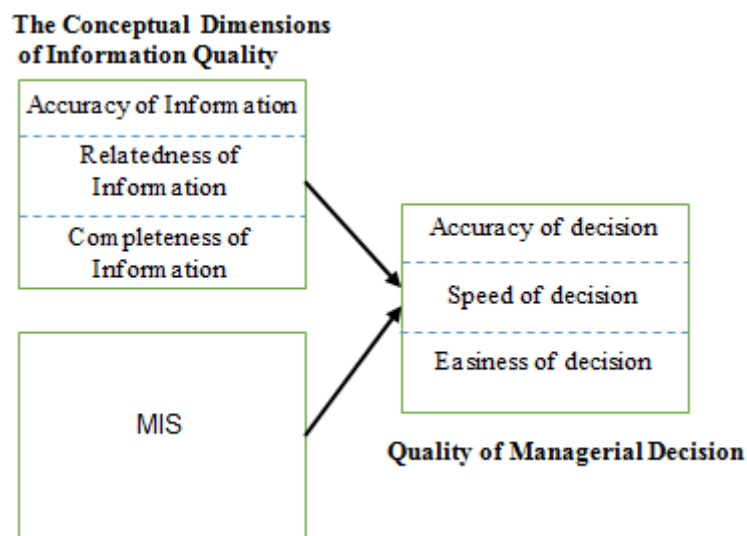 The Conceptual Dimensions
of Information Quality
Accuracy of Information
Relatedness of
Information
Completeness of
Information
MIS
Accuracy of decision
Speed of decision
Easiness of decision
Quality of Managerial Decision